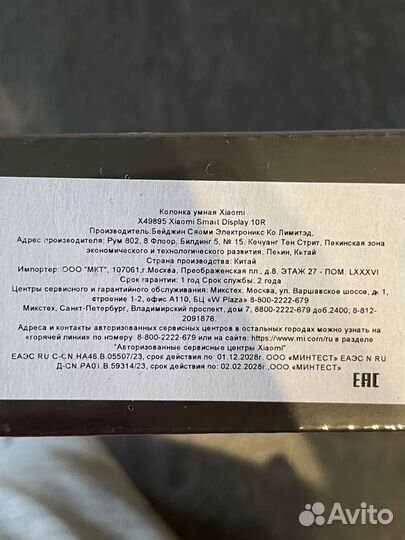 Колонка умная Xiaomi
X49895 Xiaomi Smart Display 10R
Производитель:Бейджин Сяоми Электроникс Ко Лимитэд.
Адрес производителя: Рум 802, 8 Флоор, Билдинг 5, № 15, Кечуанг Тен Стрит, Пекинская зона
экономического и технологического развития, Пекин, Китай
Страна производства: Китай
Импортер: ООО "МКТ", 107061,г Москва, Преображенская пл., д.8, ЭТАЖ 27 - ПОМ. LXXXVI
Срок гарантии: 1 год Срок службы: 2 года
Центры сервисного и гарантийного обслуживания: Микстех. Москва, ул. Варшавское шоссе, д. 1,
строение 1-2, офис А110, БЦ «W Plaza» 8-800-2222-679
Микстех, Санкт-Петербург, Владимирский проспект, дом 7, 8800-2222-679 доб.2400, 8-812-
2091878.
Адреса и контакты авторизованных сервисных центров в остальных городах можно узнать на
«горячей линии» по номеру 8-800-2222-679 или на сайте: https://www.mi.com/ru в разделе
"Авторизованные сервисные центры Xiaomi"
ЕАЭС RU С-CN.НА46.В.05507/23, срок действия по 01.12.2028г, ООО «МИНТЕСТ» ЕАЭС N RU
Д-CN.РА01.В.59314/23, срок действия по 02.02.2028г.,ООО «МИНТЕСТ»
EAC
Avito